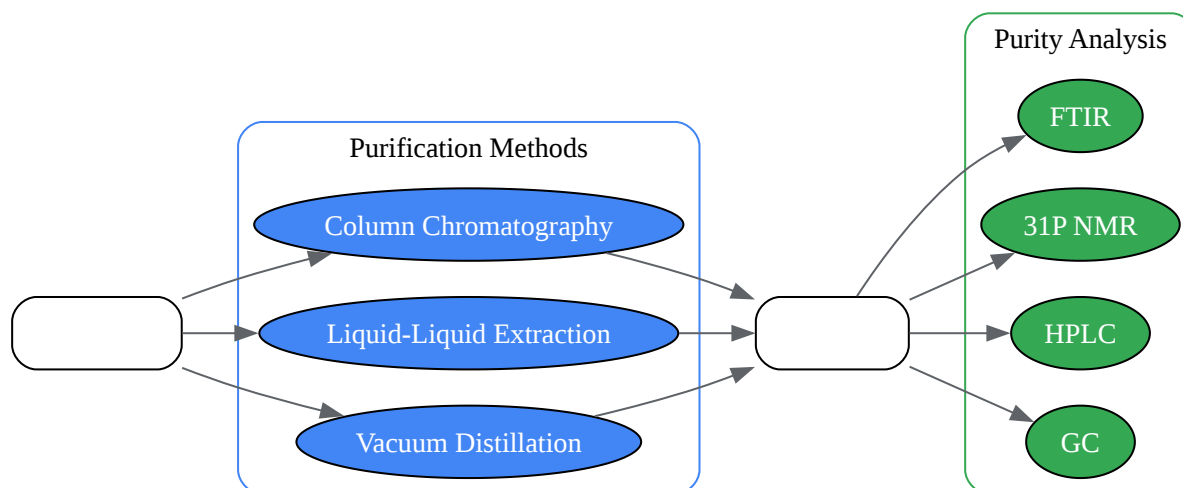 Purification Methods
Column Chromatography
Liquid-Liquid Extraction
Vacuum Distillation
Purity Analysis
FTIR
31P NMR
HPLC
GC